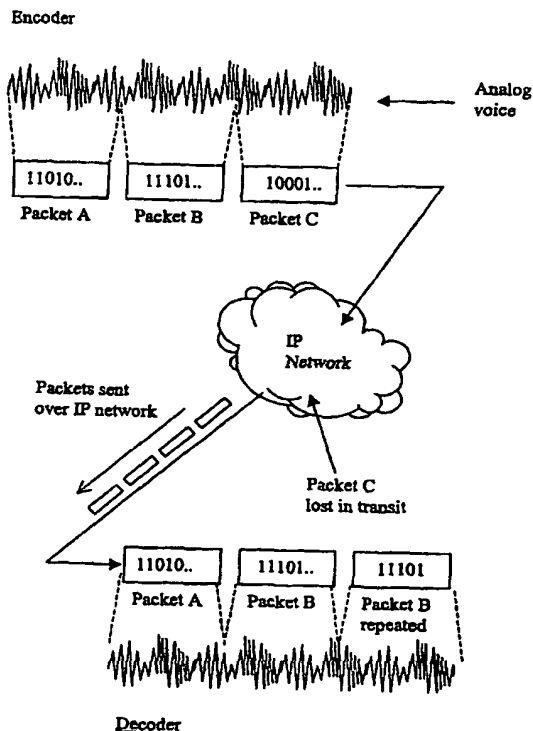 Encoder
Analog
voice
11010..
11101..
10001..
Packet A
Packet B
Packet C
IP
Network
Packets sent
over IP network
Packet C
lost in transit
11010..
11101..
11101
Packet A
Packet B
Packet B
repeated
Decoder